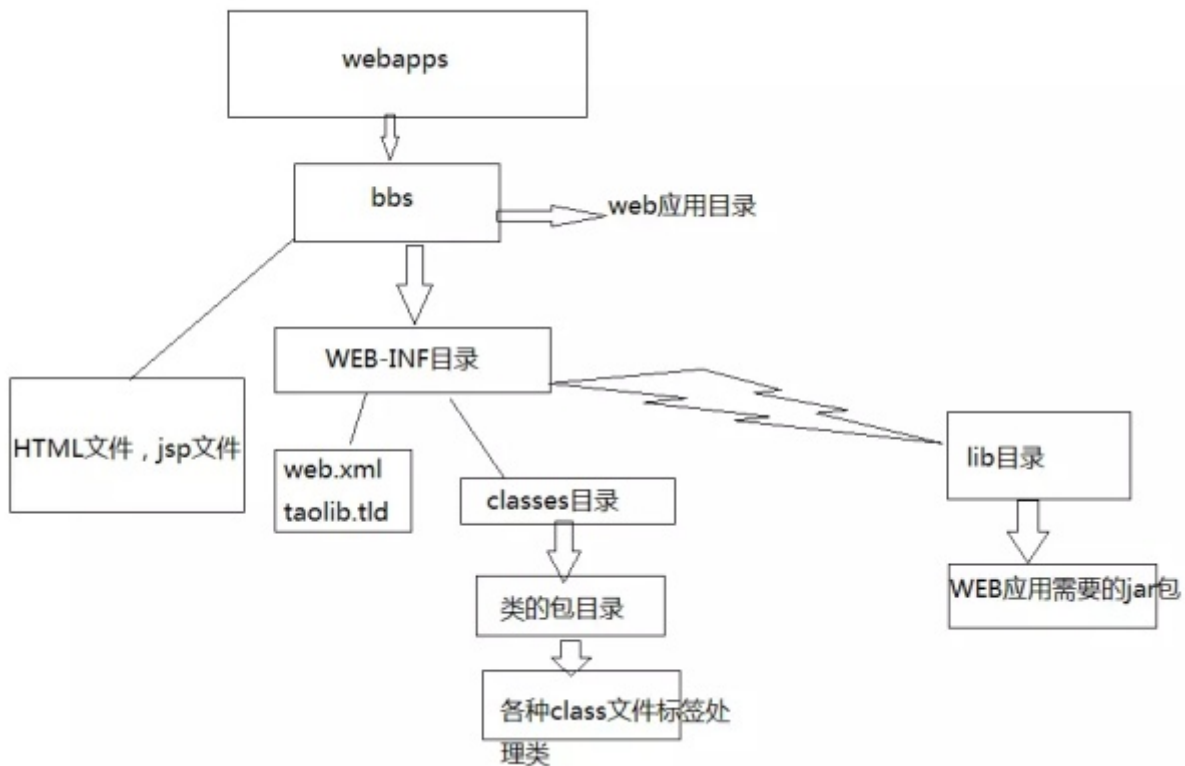 webapps
bbs
web应用目录
WEB-INF目录
HTML文件，jsp文件
web.xml
taolib.tld
classes目录
lib目录
类的包目录
WEB应用需要的jar包
各种class文件标签处
理类